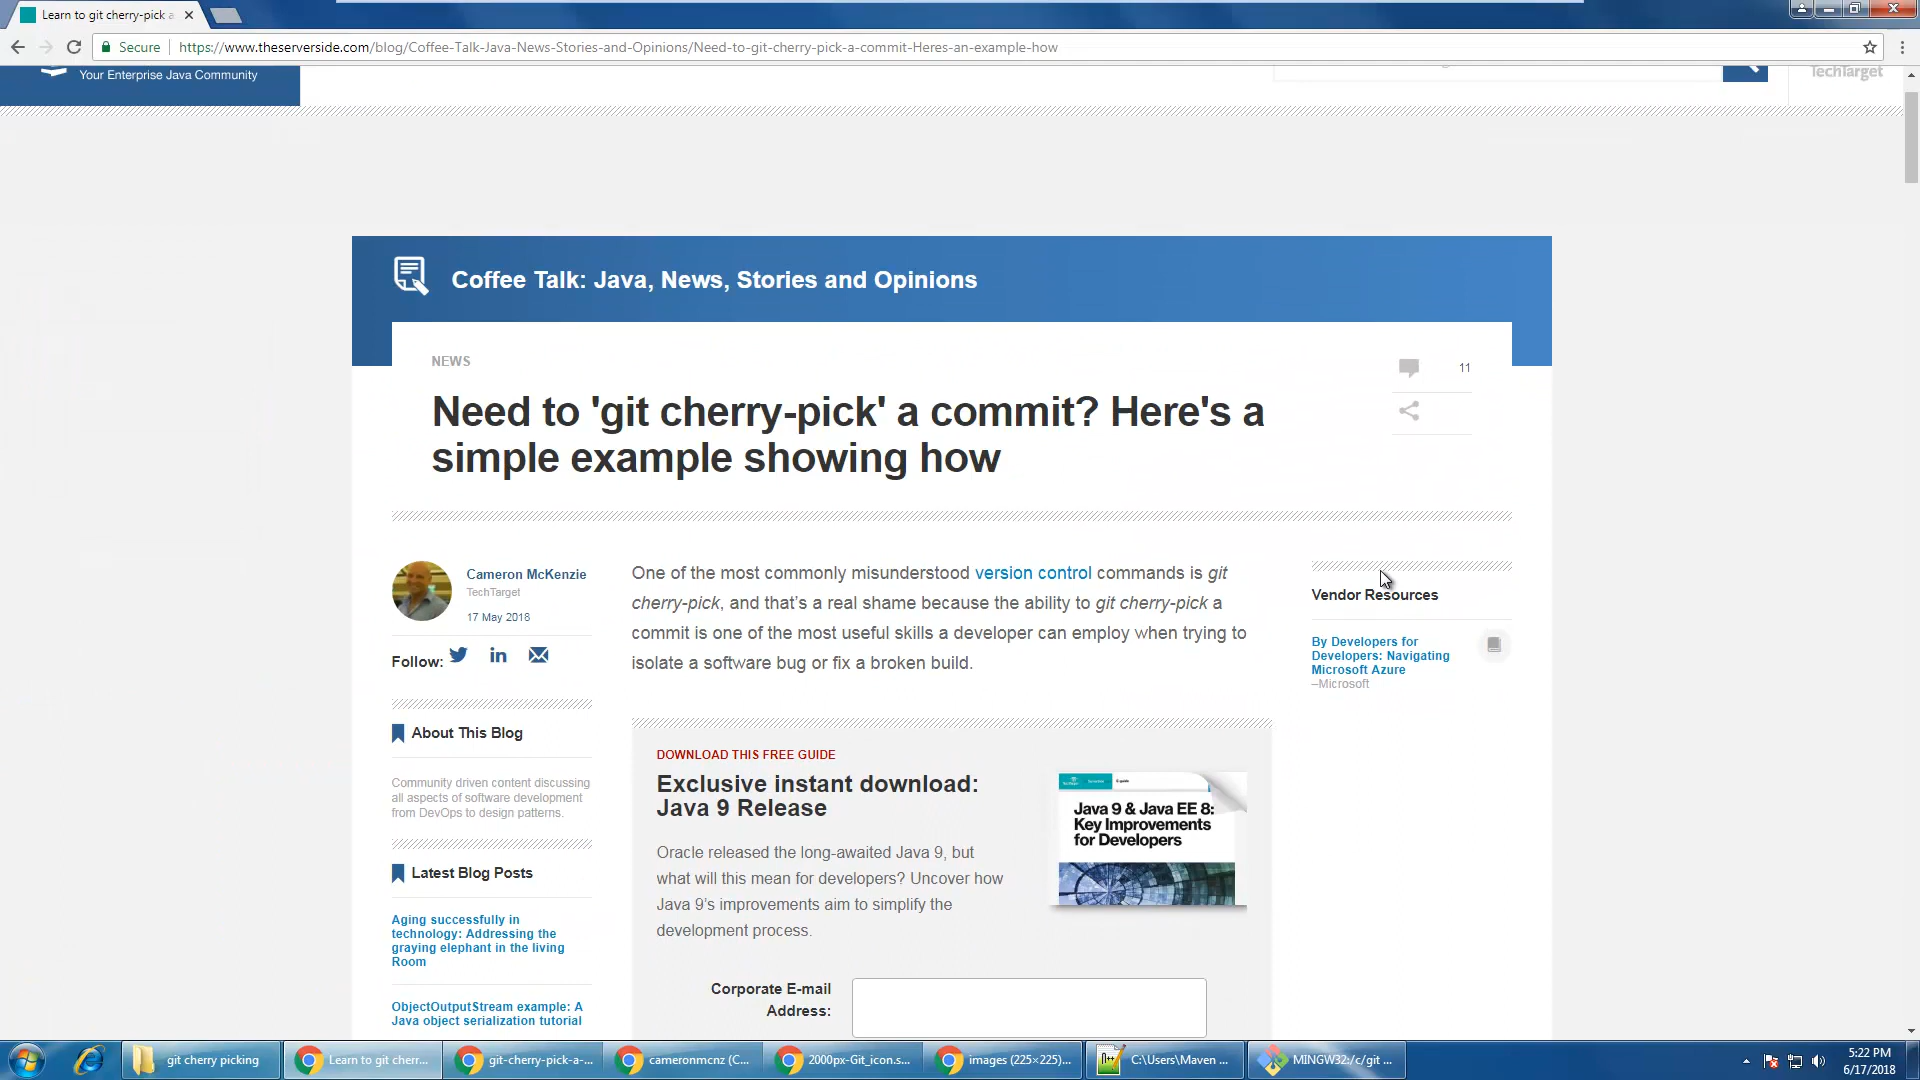 Learn to git cherry-pick a
Secure
https://www.theserverside.com/blog/Coffee-Talk-Java-News-Stories-and-Opinions/Need-to-git-cherry-pick-a-commit-Heres-an-example-how
Your Enterprise Java Community
TechTarget
Coffee Talk: Java, News, Stories and Opinions
NEWS
11
Need to 'git cherry-pick' a commit? Here's a
simple example showing how
Cameron McKenzie
TechTarget
17 May 2018
Follow:
About This Blog
Community driven content discussing
all aspects of software development
from DevOps to design patterns.
Latest Blog Posts
Aging successfully in
technology: Addressing the
graying elephant in the living
Room
ObjectOutputStream example: A
Java object serialization tutorial
One of the most commonly misunderstood version control commands is git
cherry-pick, and that’s a real shame because the ability to git cherry-pick a
commit is one of the most useful skills a developer can employ when trying to
isolate a software bug or fix a broken build.
DOWNLOAD THIS FREE GUIDE
Exclusive instant download:
Java 9 Release
Oracle released the long-awaited Java 9, but
what will this mean for developers? Uncover how
Java 9’s improvements aim to simplify the
development process.
Java 9 & Java EE 8:
Key Improvements
for Developers
Corporate E-mail
Address:
Vendor Resources
By Developers for
Developers: Navigating
Microsoft Azure
–Microsoft
git cherry picking
Learn to git cherr...
git-cherry-pick-a-...
cameronmcnz (C...
2000px-Git_icon.s...
images (225×225)...
C:\Users\Maven ...
MINGW32:/c/git ...
5:22 PM
6/17/2018